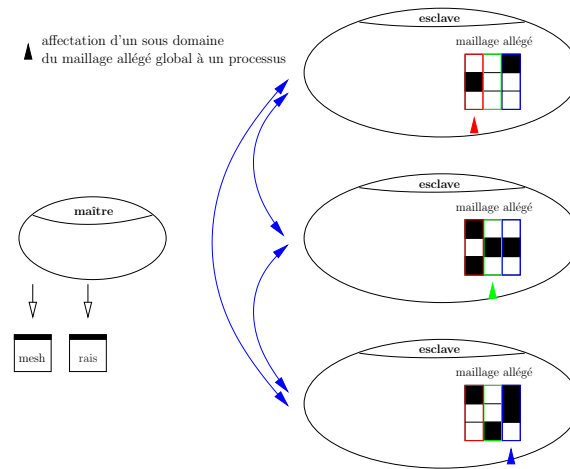 affectation d'un sous domaine
du maillage allégé global à un processus
esclave
maillage allégé
maître
esclave
maillage allégé
mesh
rais
esclave
maillage allégé